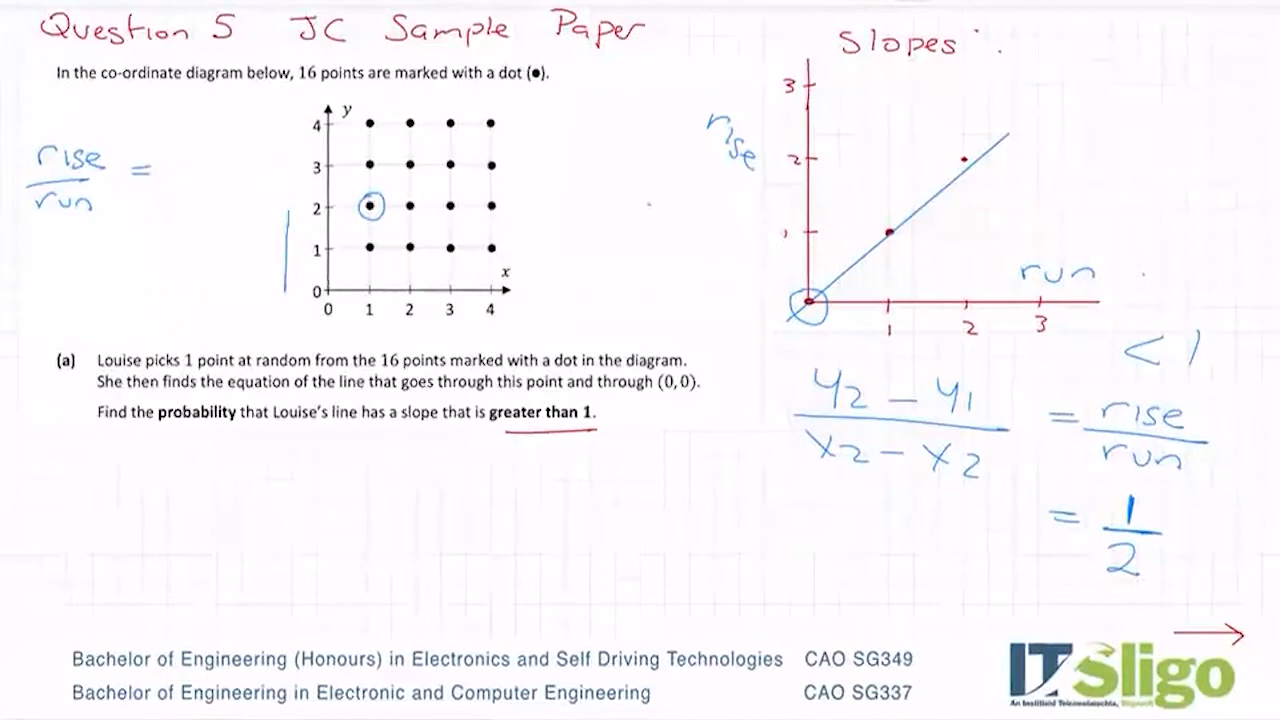 Question 5 JC Sample Paper
In the co-ordinate diagram below, 16 points are marked with a dot (●).
rise
run
=
y
4
3
2
1
0
x
0 1 2 3 4
(a) Louise picks 1 point at random from the 16 points marked with a dot in the diagram.
She then finds the equation of the line that goes through this point and through (0, 0).
Find the probability that Louise's line has a slope that is greater than 1.
Slopes :
3
2
1
rise
run
1 2 3
< 1
y2 - y1
x2 - x2
= rise
run
= 1
2
Bachelor of Engineering (Honours) in Electronics and Self Driving Technologies CAO SG349
Bachelor of Engineering in Electronic and Computer Engineering CAO SG337
IT Sligo